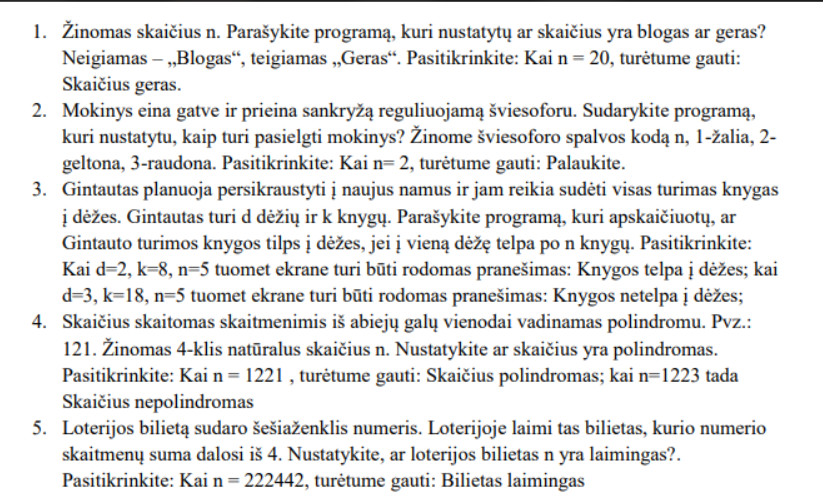 1. Žinomas skaičius n. Parašykite programą, kuri nustatytų ar skaičius yra blogas ar geras?
Neigiamas – „Blogas“, teigiamas „Geras“. Pasitikrinkite: Kai n = 20, turėtume gauti:
Skaičius geras.
2. Mokinys eina gatve ir prieina sankryžą reguliuojamą šviesoforu. Sudarykite programą,
kuri nustatytu, kaip turi pasielgti mokinys? Žinome šviesoforo spalvos kodą n, 1-žalia, 2-
geltona, 3-raudona. Pasitikrinkite: Kai n= 2, turėtume gauti: Palaukite.
3. Gintautas planuoja persikraustyti į naujus namus ir jam reikia sudėti visas turimas knygas
į dėžes. Gintautas turi d dėžių ir k knygų. Parašykite programą, kuri apskaičiuotų, ar
Gintauto turimos knygos tilps į dėžes, jei į vieną dėžę telpa po n knygų. Pasitikrinkite:
Kai d=2, k=8, n=5 tuomet ekrane turi būti rodomas pranešimas: Knygos telpa į dėžes; kai
d=3, k=18, n=5 tuomet ekrane turi būti rodomas pranešimas: Knygos netelpa į dėžes;
4. Skaičius skaitomas skaitmenimis iš abiejų galų vienodai vadinamas polindromu. Pvz.:
121. Žinomas 4-klis natūralus skaičius n. Nustatykite ar skaičius yra polindromas.
Pasitikrinkite: Kai n = 1221 , turėtume gauti: Skaičius polindromas; kai n=1223 tada
Skaičius nepolindromas
5. Loterijos bilietą sudaro šešiaženklis numeris. Loterijoje laimi tas bilietas, kurio numerio
skaitmenų suma dalosi iš 4. Nustatykite, ar loterijos bilietas n yra laimingas?.
Pasitikrinkite: Kai n = 222442, turėtume gauti: Bilietas laimingas